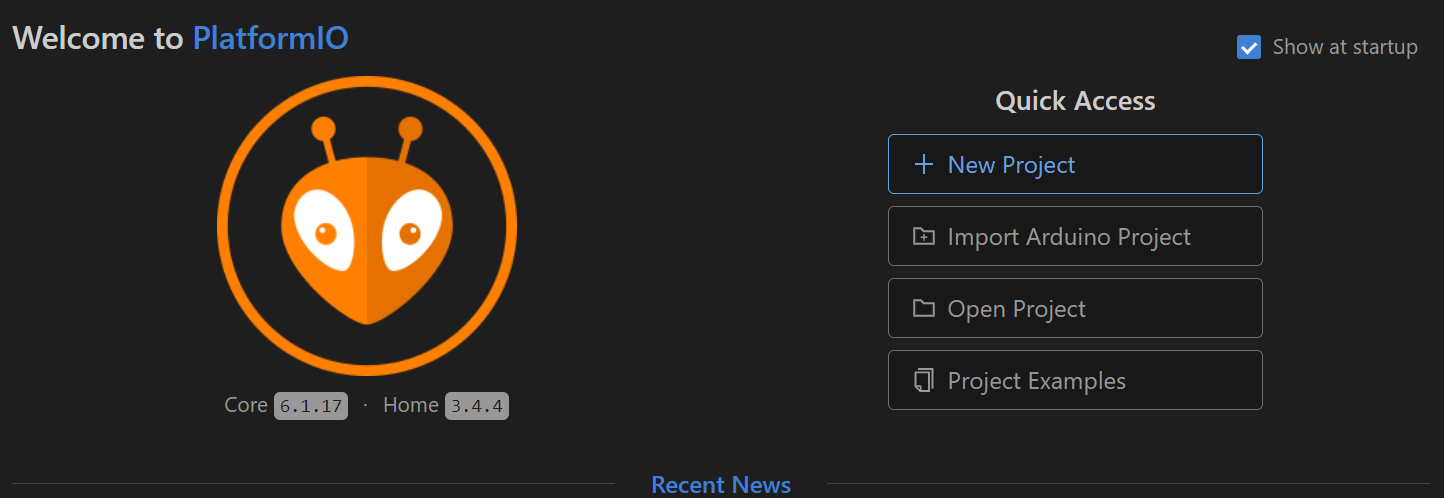 Welcome to PlatformIO
Show at startup
Quick Access
New Project
Import Arduino Project
Open Project
Project Examples
Core 6.1.17 · Home 3.4.4
Recent News